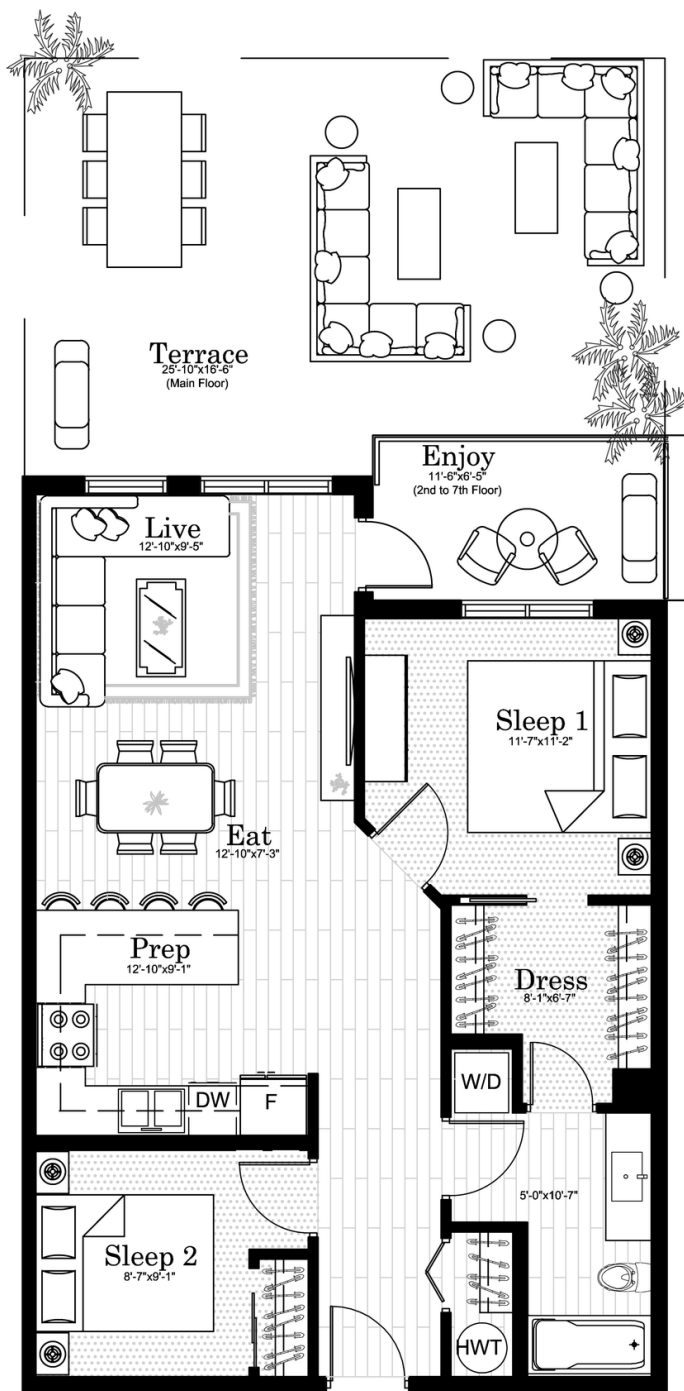 Terrace
25'-10"x16'-6"
(Main Floor)
Enjoy
11'-6"x6'-5"
(2nd to 7th Floor)
Live
12'-10"x9'-5"
Sleep 1
11'-7"x11'-2"
Eat
12'-10"x7'-3"
Prep
12'-10"x9'-1"
Dress
8'-1"x6'-7"
W/D
DW
F
5'-0"x10'-7"
Sleep 2
8'-7"x9'-1"
HWT